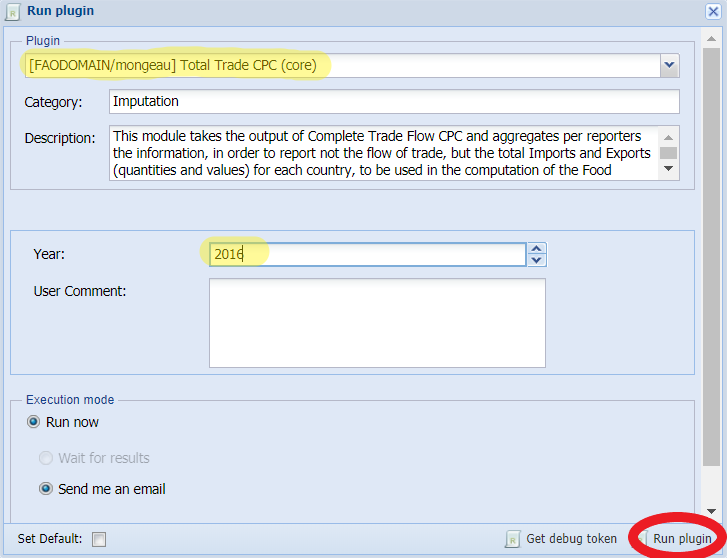 Run plugin
Plugin
[FAODOMAIN/mongeau] Total Trade CPC (core)
Category:
Imputation
Description:
This module takes the output of Complete Trade Flow CPC and aggregates per reporters
the information, in order to report not the flow of trade, but the total Imports and Exports
(quantities and values) for each country, to be used in the computation of the Food
Year:
2016
User Comment:
Execution mode
Run now
Wait for results
Send me an email
Set Default:
Get debug token
Run plugin